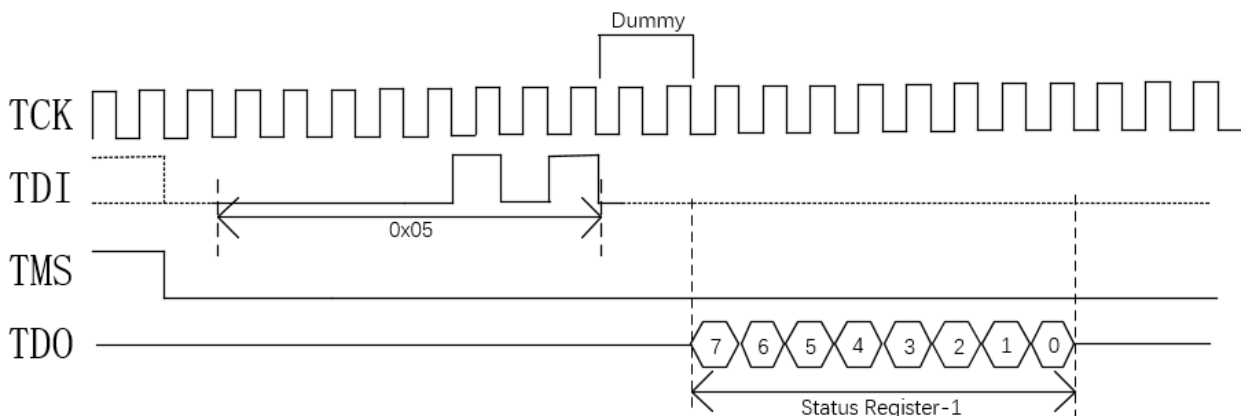 Dummy
TCK
TDI
0x05
TMS
TDO
7 6 5 4 3 2 1 0
Status Register-1